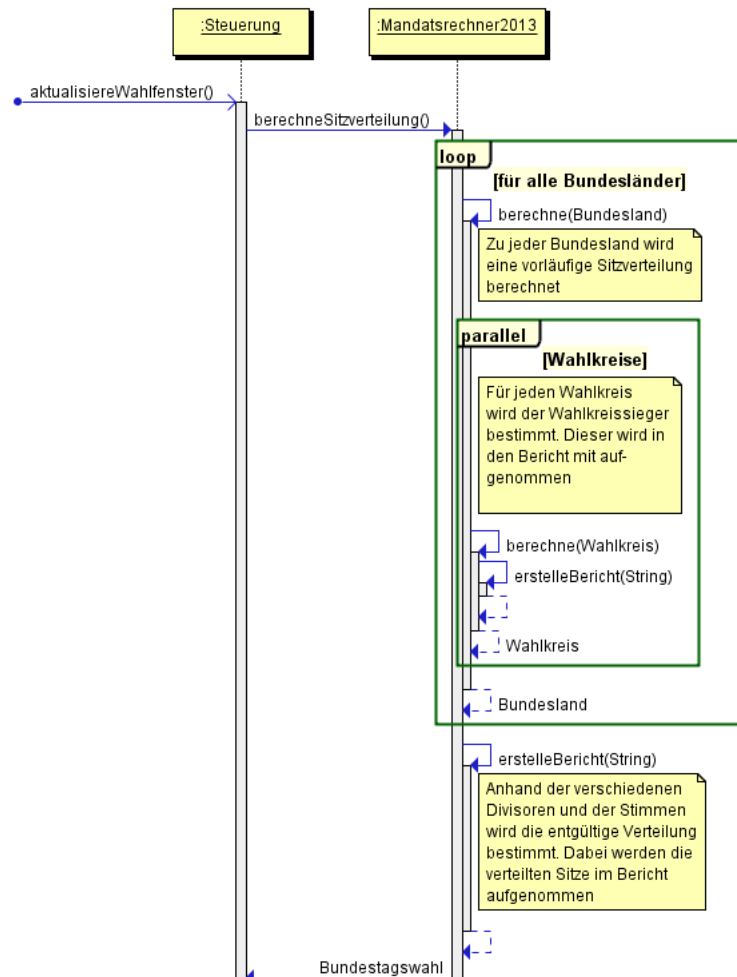 :Steuerung
:Mandatsrechner2013
aktualisiereWahlfenster()
berechneSitzverteilung()
loop
[für alle Bundesländer]
berechne(Bundesland)
Zu jeder Bundesland wird
eine vorläufige Sitzverteilung
berechnet
parallel
[Wahlkreise]
Für jeden Wahlkreis
wird der Wahlkreissieger
bestimmt. Dieser wird in
den Bericht mit auf-
genommen
berechne(Wahlkreis)
erstelleBericht(String)
Wahlkreis
Bundesland
erstelleBericht(String)
Anhand der verschiedenen
Divisoren und der Stimmen
wird die entgültige Verteilung
bestimmt. Dabei werden die
verteilten Sitze im Bericht
aufgenommen
Bundestagswahl